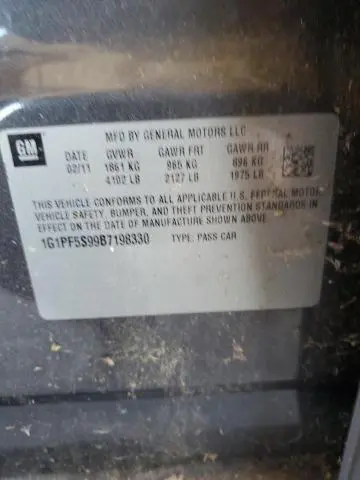 GM
MFD BY GENERAL MOTORS LLC
DATE GVWR GAWR FRT GAWR RR
02/11 1861 KG 965 KG 896 KG
4102 LB 2127 LB 1975 LB
THIS VEHICLE CONFORMS TO ALL APPLICABLE U.S. FEDERAL MOTOR
VEHICLE SAFETY, BUMPER, AND THEFT PREVENTION STANDARDS IN
EFFECT ON THE DATE OF MANUFACTURE SHOWN ABOVE.
1G1PF5S99B7198330 TYPE: PASS CAR